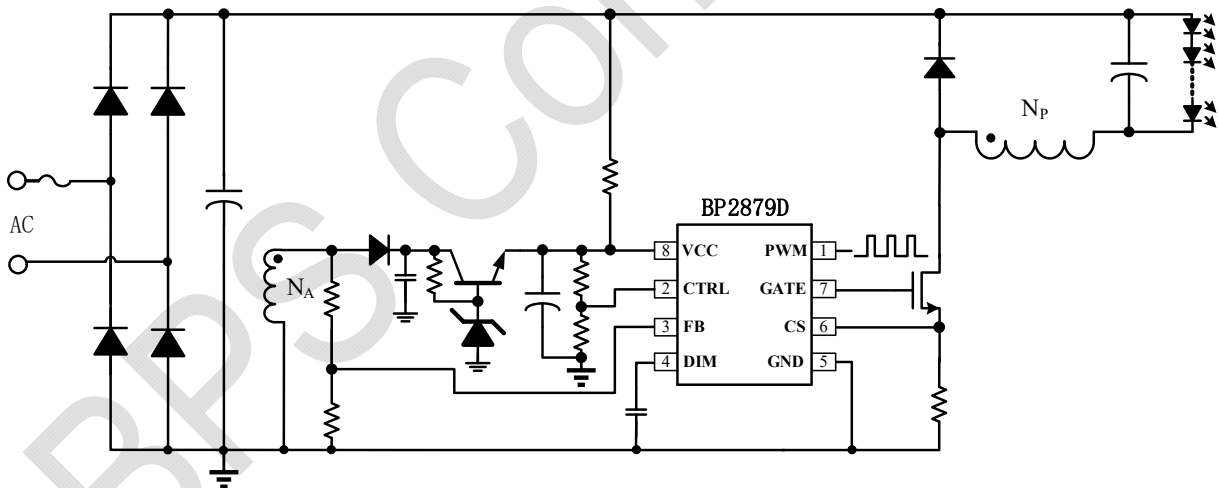 BPS Con
N_P
BP2879D
AC
8 VCC PWM 1
N_A
2 CTRL GATE 7
3 FB CS 6
4 DIM GND 5